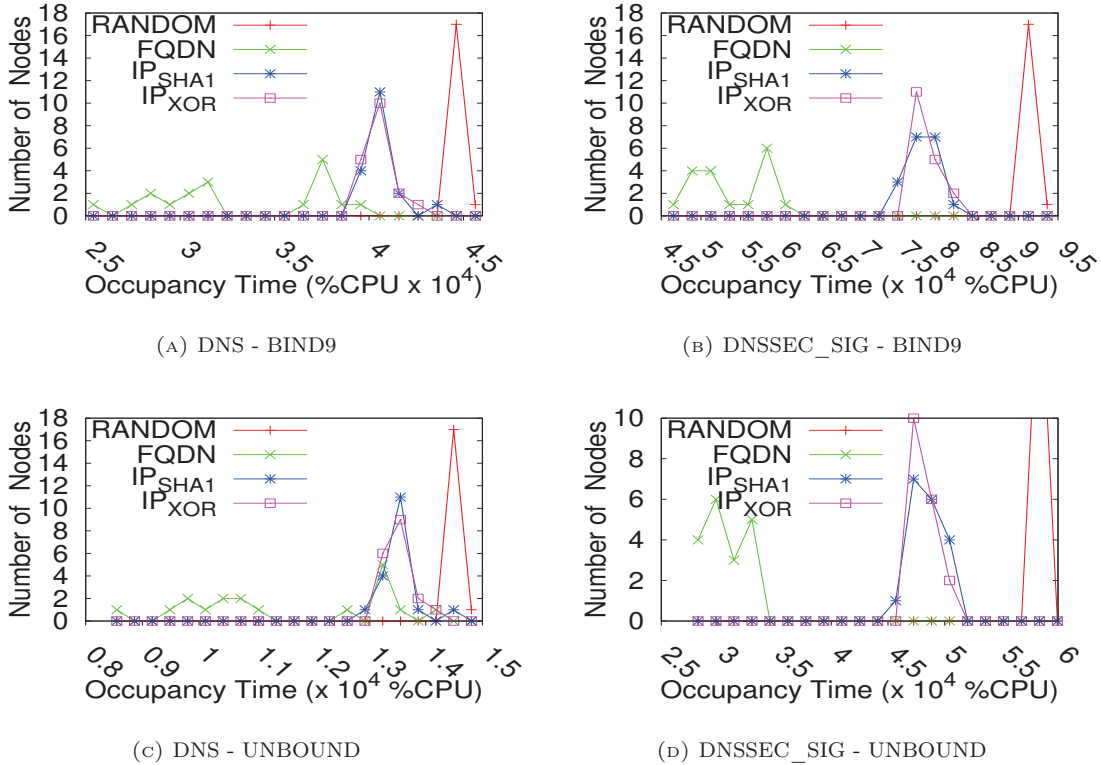 18
16
14
12
10
8
6
4
2
0
Number of Nodes
RANDOM
FQDN
IP_SHA1
IP_XOR
2.5
3
3.5
4
4.5
Occupancy Time (%CPU x 10^4)
(A) DNS - BIND9
18
16
14
12
10
8
6
4
2
0
Number of Nodes
RANDOM
FQDN
IP_SHA1
IP_XOR
4.5
5
5.5
6
6.5
7
7.5
8
8.5
9
9.5
Occupancy Time (x 10^4 %CPU)
(B) DNSSEC_SIG - BIND9
18
16
14
12
10
8
6
4
2
0
Number of Nodes
RANDOM
FQDN
IP_SHA1
IP_XOR
0.8
0.9
1
1.1
1.2
1.3
1.4
1.5
Occupancy Time (x 10^4 %CPU)
(C) DNS - UNBOUND
10
8
6
4
2
0
Number of Nodes
RANDOM
FQDN
IP_SHA1
IP_XOR
2.5
3
3.5
4
4.5
5
5.5
6
Occupancy Time (x 10^4 %CPU)
(D) DNSSEC_SIG - UNBOUND